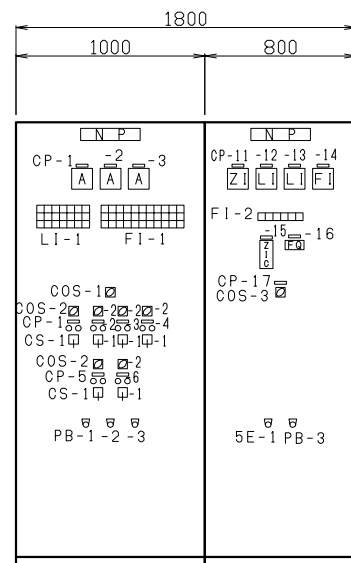 1800
1000 800
N P N P
CP-1 -2 -3 CP-11 -12 -13 -14
A A A ZI LI LI FI
LI-1 FI-1 FI-2
-15 -16
ZIC FQ
CP-17
COS-1 COS-3
COS-2 -2 -2 -2
CP-1 -2 -3 -4
CS-1 -1 -1 -1
COS-2 -2
CP-5 -6
CS-1 -1
PB-1 -2 -3 5E-1 PB-3